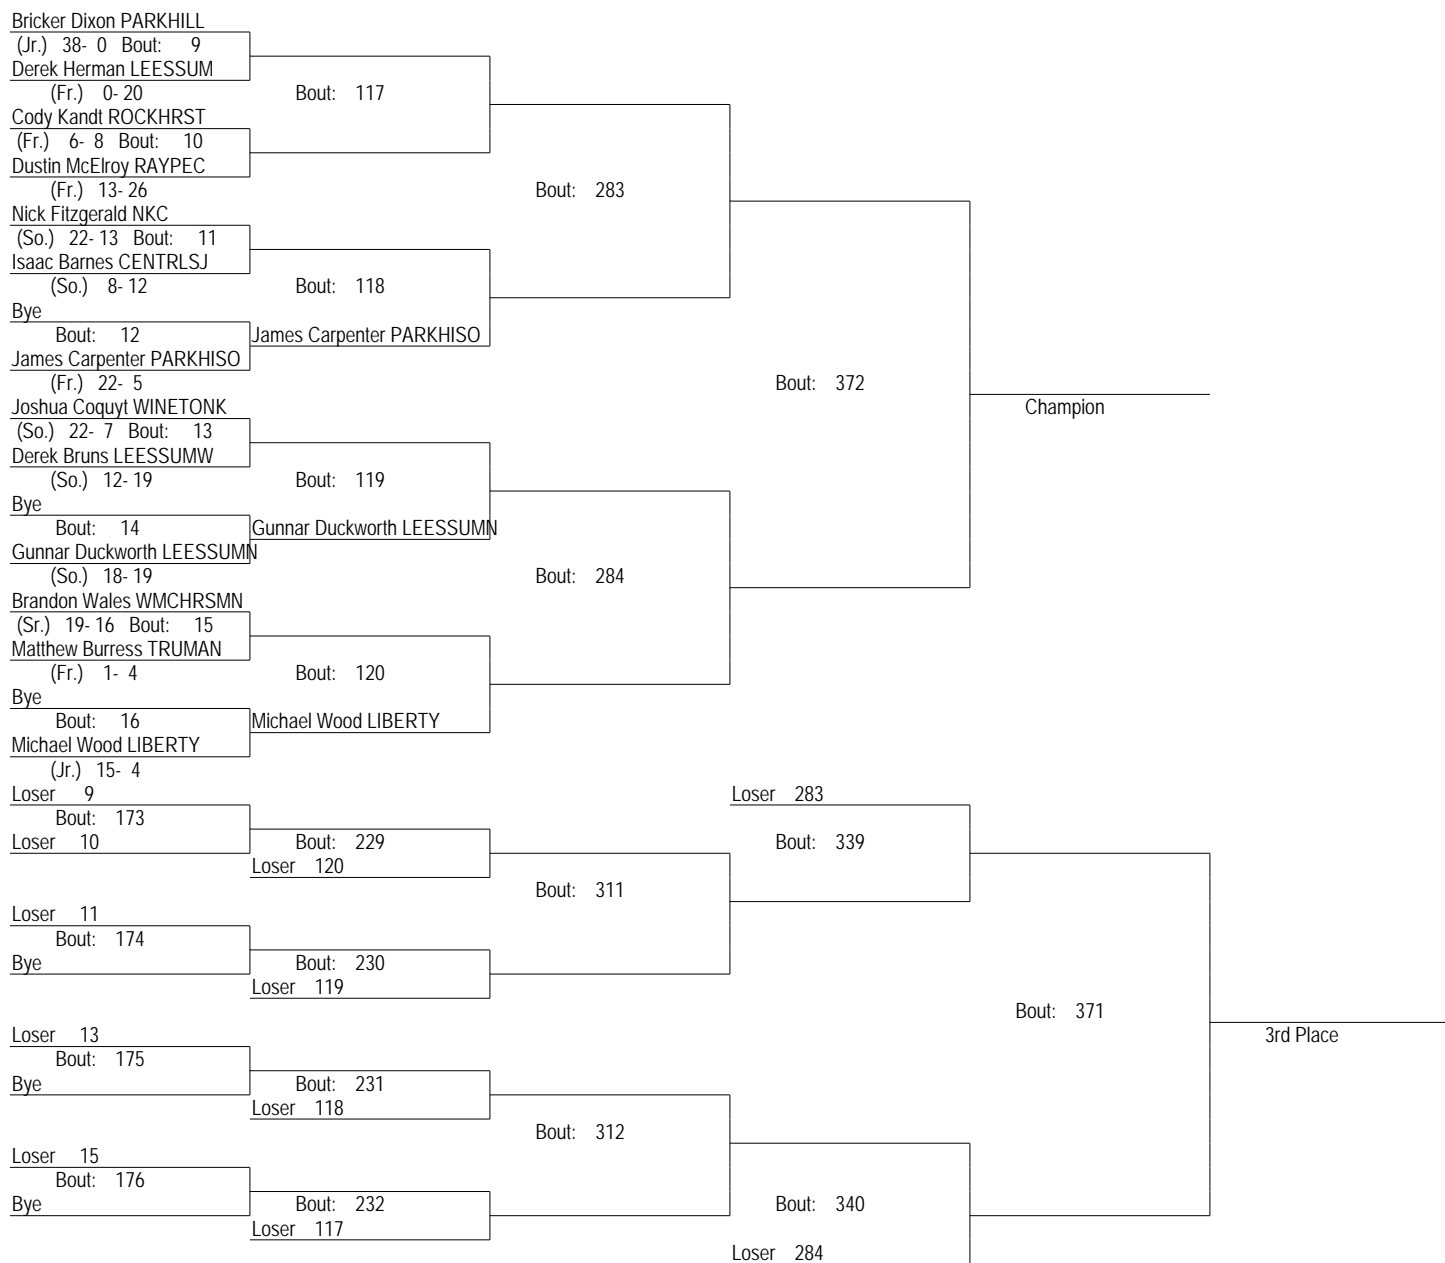 Bricker Dixon PARKHILL
(Jr.) 38- 0 Bout: 9
Derek Herman LEESSUM
(Fr.) 0- 20 Bout: 117
Cody Kandt ROCKHRST
(Fr.) 6- 8 Bout: 10
Dustin McElroy RAYPEC
(Fr.) 13- 26 Bout: 283
Nick Fitzgerald NKC
(So.) 22- 13 Bout: 11
Isaac Barnes CENTRLSJ
(So.) 8- 12 Bout: 118
Bye
Bout: 12 James Carpenter PARKHISO
James Carpenter PARKHISO
(Fr.) 22- 5 Bout: 372
Joshua Coquyt WINETONK Champion
(So.) 22- 7 Bout: 13
Derek Bruns LEESSUMW
(So.) 12- 19 Bout: 119
Bye
Bout: 14 Gunnar Duckworth LEESSUMN
Gunnar Duckworth LEESSUMN
(So.) 18- 19 Bout: 284
Brandon Wales WMCHRSMN
(Sr.) 19- 16 Bout: 15
Matthew Burress TRUMAN
(Fr.) 1- 4 Bout: 120
Bye
Bout: 16 Michael Wood LIBERTY
Michael Wood LIBERTY
(Jr.) 15- 4
Loser 9 Loser 283
Bout: 173
Loser 10 Bout: 229 Bout: 339
Loser 120
Bout: 311
Loser 11
Bout: 174
Bye Bout: 230
Loser 119
Bout: 371
Loser 13 3rd Place
Bout: 175
Bye Bout: 231
Loser 118
Bout: 312
Loser 15
Bout: 176
Bye Bout: 232 Bout: 340
Loser 117
Loser 284